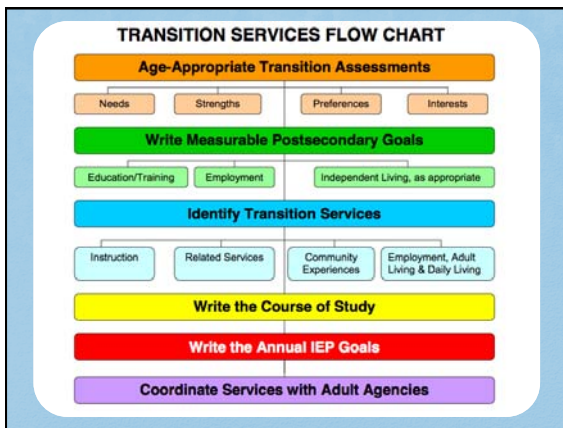 TRANSITION SERVICES FLOW CHART
Age-Appropriate Transition Assessments
Needs
Strengths
Preferences
Interests
Write Measurable Postsecondary Goals
Education/Training
Employment
Independent Living, as appropriate
Identify Transition Services
Instruction
Related Services
Community
Experiences
Employment, Adult
Living & Daily Living
Write the Course of Study
Write the Annual IEP Goals
Coordinate Services with Adult Agencies